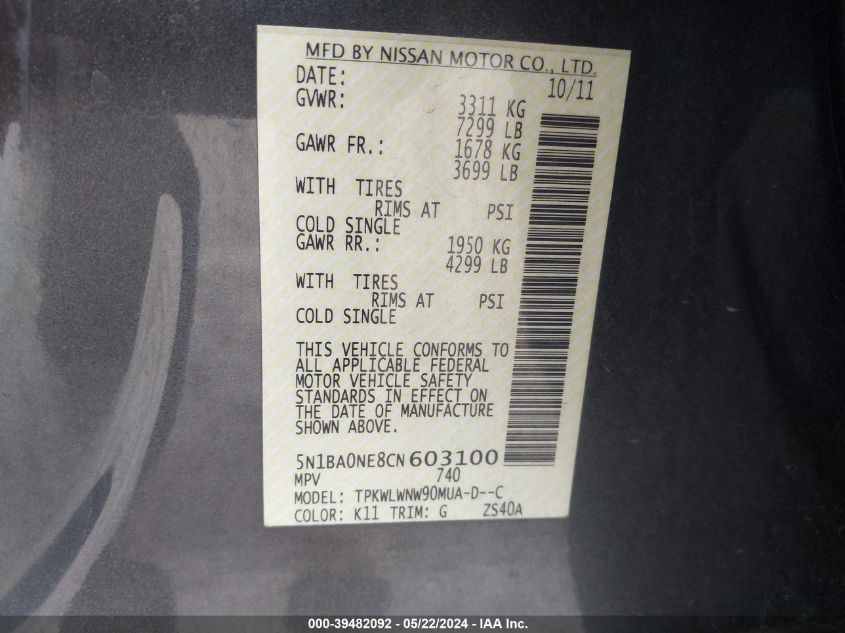 MFD BY NISSAN MOTOR CO., LTD.
DATE: 10/11
GVWR: 3311 KG
7299 LB
GAWR FR.: 1678 KG
3699 LB
WITH TIRES
RIMS AT PSI
COLD SINGLE
GAWR RR.: 1950 KG
4299 LB
WITH TIRES
RIMS AT PSI
COLD SINGLE
THIS VEHICLE CONFORMS TO
ALL APPLICABLE FEDERAL
MOTOR VEHICLE SAFETY
STANDARDS IN EFFECT ON
THE DATE OF MANUFACTURE
SHOWN ABOVE.
5N1BA0NE8CN603100
MPV 740
MODEL: TPKWLWNW90MUA-D--C
COLOR: K11 TRIM: G ZS40A
000-39482092 - 05/22/2024 - IAA Inc.